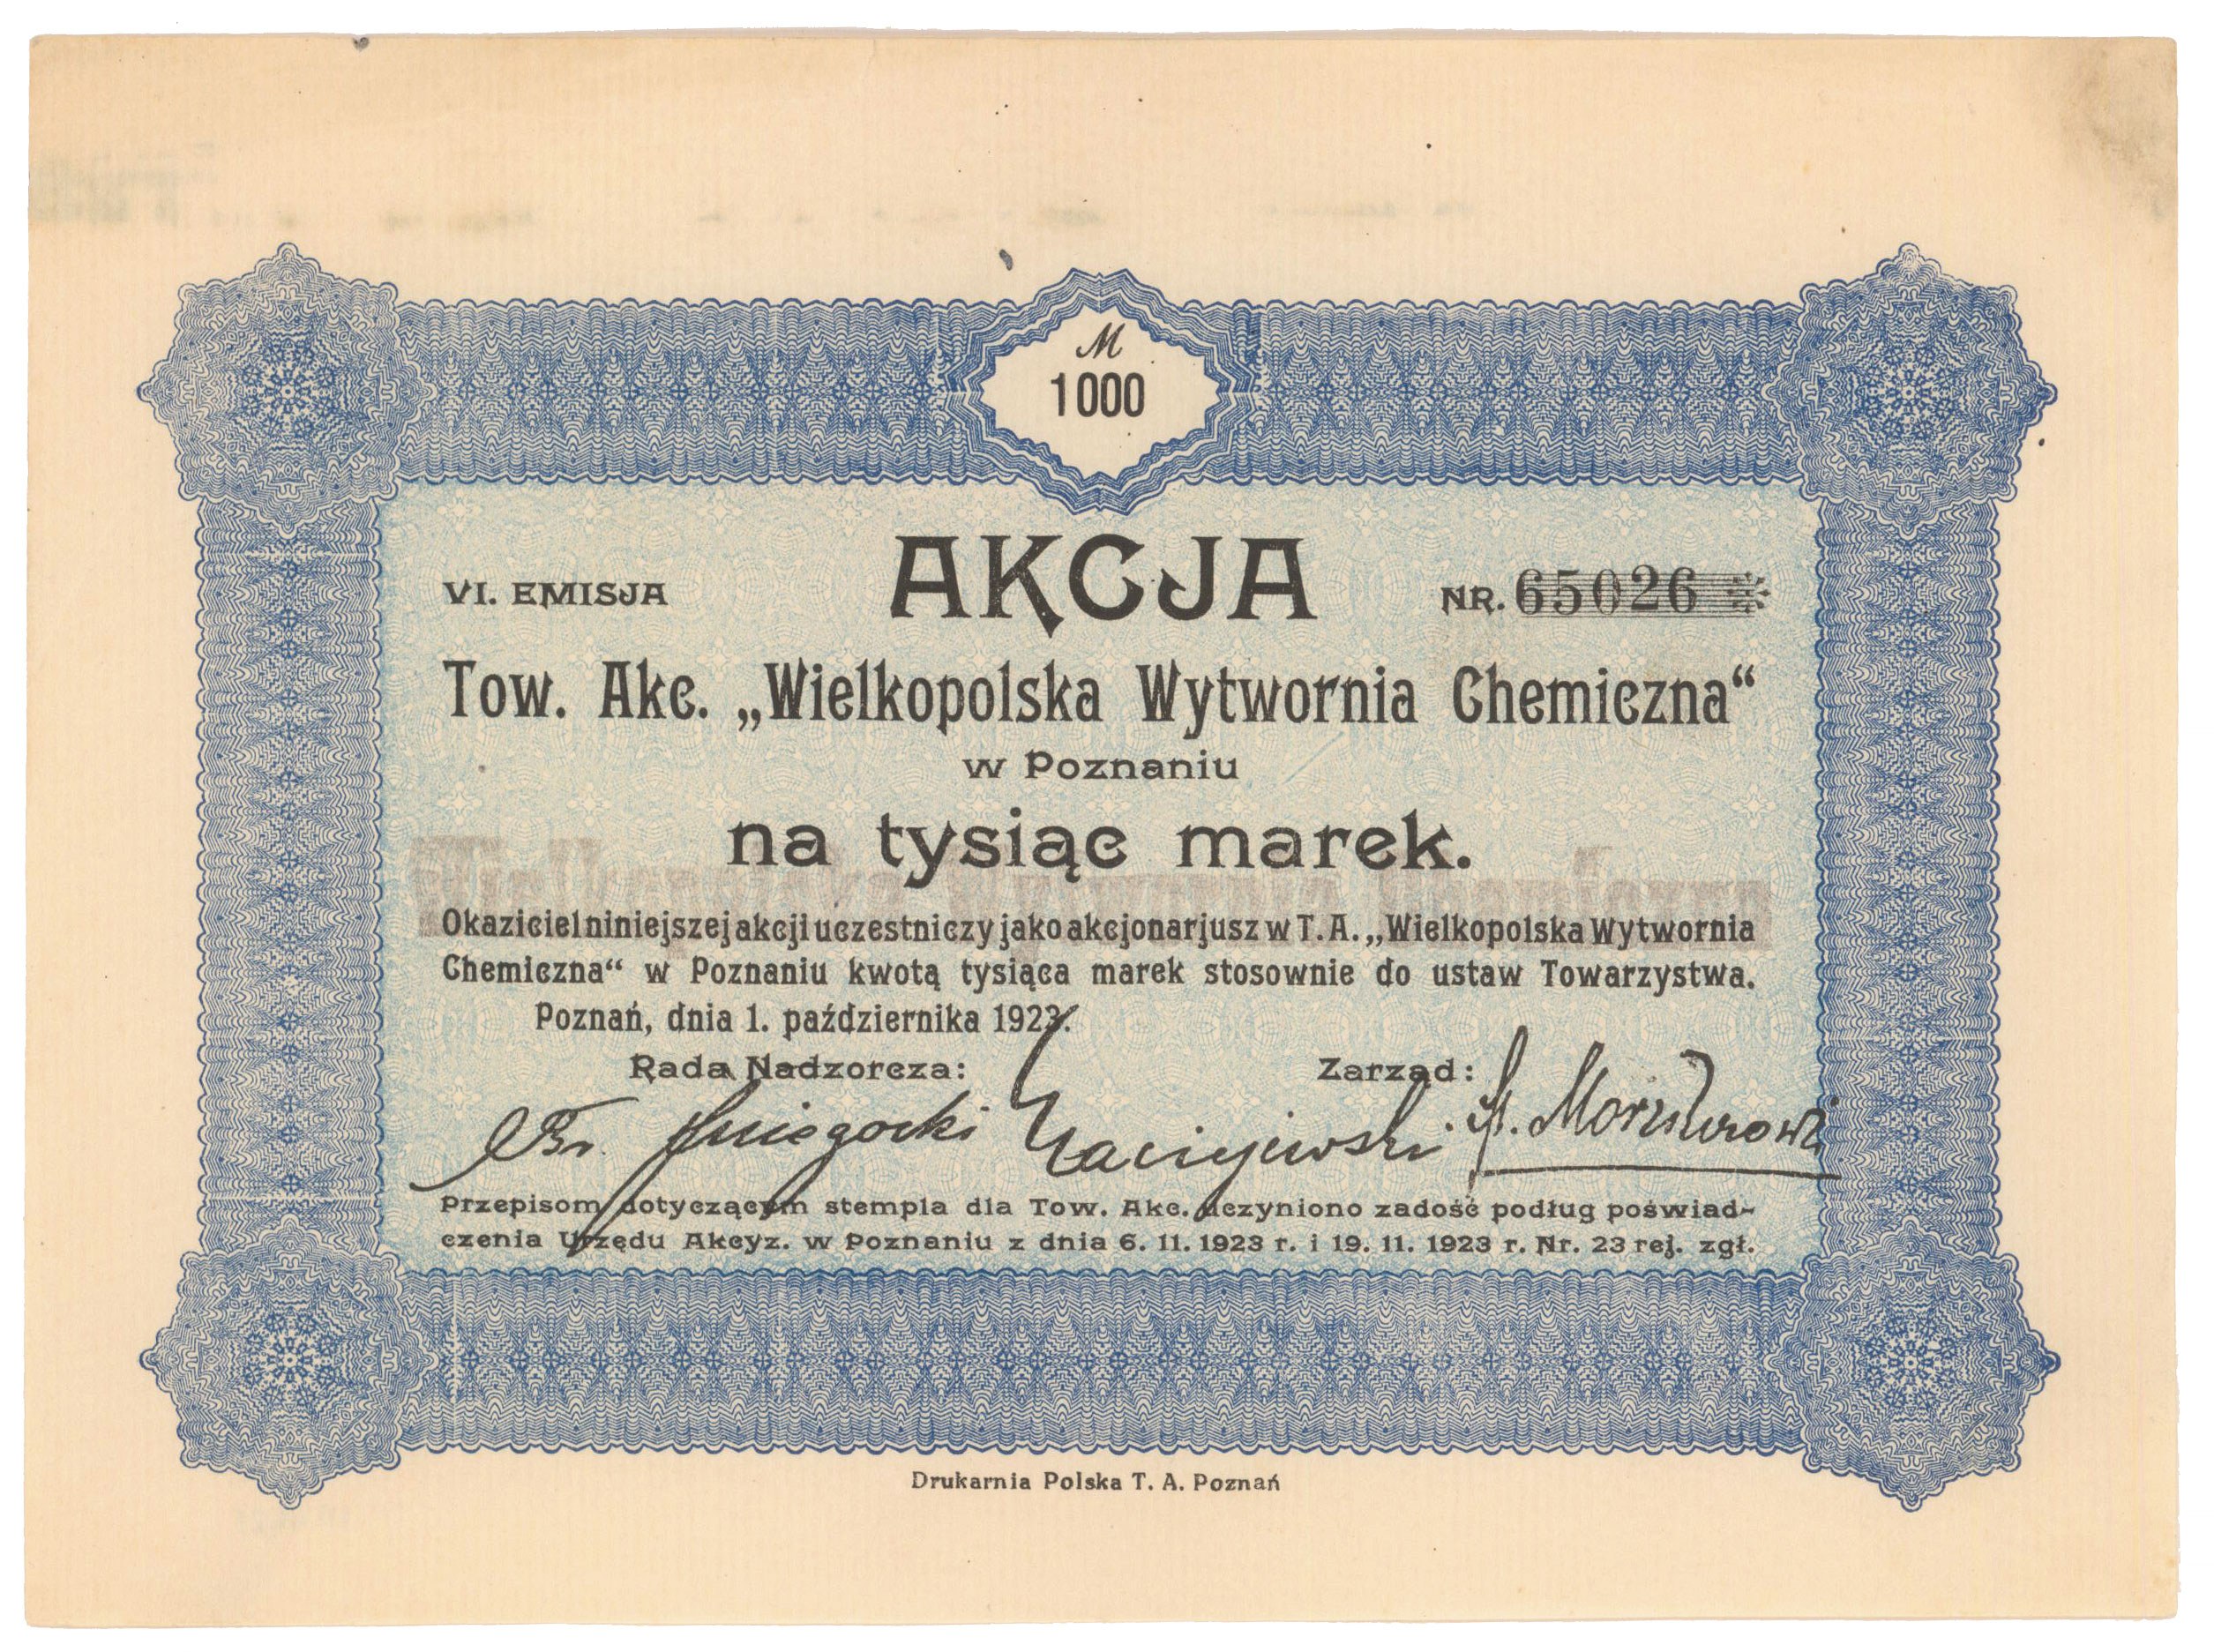 M
1000
VI. EMISJA
AKCJA
NR. 65026
Tow. Akc. „Wielkopolska Wytwornia Chemiczna“
w Poznaniu
na tysiąc marek.
Okaziciel niniejszej akcji uczestniczy jako akcjonarjusz w T. A. „Wielkopolska Wytwornia
Chemiczna“ w Poznaniu kwotą tysiąca marek stosownie do ustaw Towarzystwa.
Poznań, dnia 1. października 1923.
Rada Nadzorcza:
Zarząd:
Br.
Przepisom dotyczącym stempla dla Tow. Akc. uczyniono zadość podług poświad-
czenia Urzędu Akcyz. w Poznaniu z dnia 6. 11. 1923 r. i 19. 11. 1923 r. Nr. 23 rej. zgł.
Drukarnia Polska T. A. Poznań